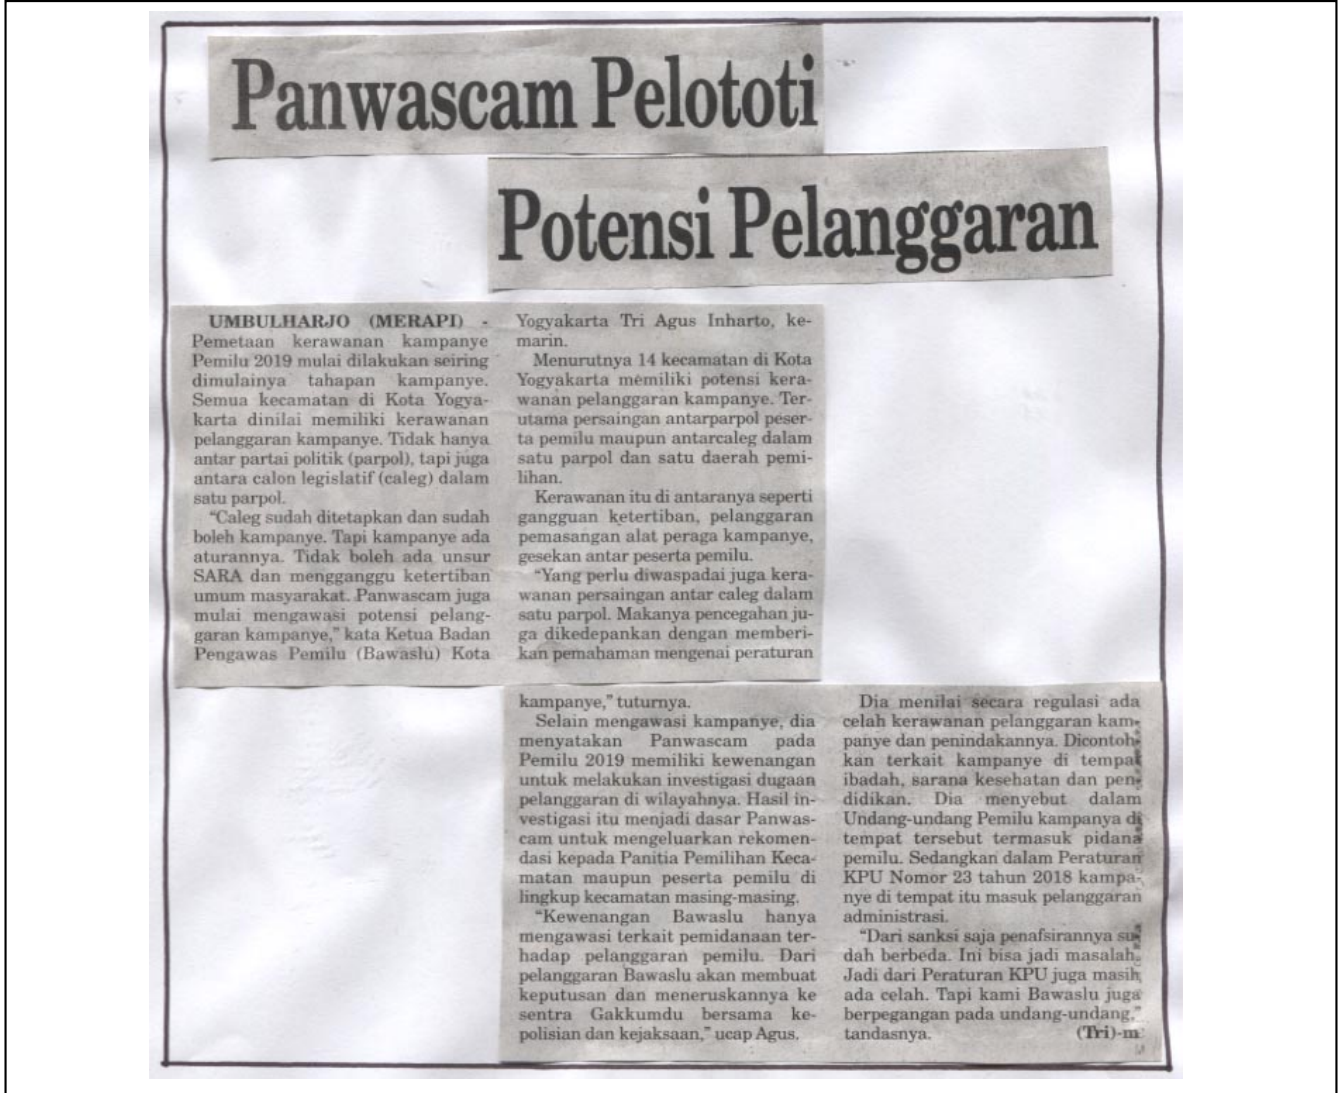 Panwascam Pelototi
Potensi Pelanggaran
UMBULHARJO (MERAPI) -
Pemetaan kerawanan kampanye
Pemilu 2019 mulai dilakukan seiring
dimulainya tahapan kampanye.
Semua kecamatan di Kota Yogya-
karta dinilai memiliki kerawanan
pelanggaran kampanye. Tidak hanya
antar partai politik (parpol), tapi juga
antara calon legislatif (caleg) dalam
satu parpol.
“Caleg sudah ditetapkan dan sudah
boleh kampanye. Tapi kampanye ada
aturannya. Tidak boleh ada unsur
SARA dan mengganggu ketertiban
umum masyarakat. Panwascam juga
mulai mengawasi potensi pelang-
garan kampanye,” kata Ketua Badan
Pengawas Pemilu (Bawaslu) Kota
Yogyakarta Tri Agus Inharto, ke-
marin.
Menurutnya 14 kecamatan di Kota
Yogyakarta memiliki potensi kera-
wanan pelanggaran kampanye. Ter-
utama persaingan antarparpol peser-
ta pemilu maupun antarcaleg dalam
satu parpol dan satu daerah pemi-
lihan.
Kerawanan itu di antaranya seperti
gangguan ketertiban, pelanggaran
pemasangan alat peraga kampanye,
gesekan antar peserta pemilu.
“Yang perlu diwaspadai juga kera-
wanan persaingan antar caleg dalam
satu parpol. Makanya pencegahan ju-
ga dikedepankan dengan memberi-
kan pemahaman mengenai peraturan
kampanye,” tuturnya.
Selain mengawasi kampanye, dia
menyatakan Panwascam pada
Pemilu 2019 memiliki kewenangan
untuk melakukan investigasi dugaan
pelanggaran di wilayahnya. Hasil in-
vestigasi itu menjadi dasar Panwas-
cam untuk mengeluarkan rekomen-
dasi kepada Panitia Pemilihan Keca-
matan maupun peserta pemilu di
lingkup kecamatan masing-masing.
“Kewenangan Bawaslu hanya
mengawasi terkait pemidanaan ter-
hadap pelanggaran pemilu. Dari
pelanggaran Bawaslu akan membuat
keputusan dan meneruskannya ke
sentra Gakkumdu bersama ke-
polisian dan kejaksaan,” ucap Agus.
Dia menilai secara regulasi ada
celah kerawanan pelanggaran kam-
panye dan penindakannya. Dicontoh-
kan terkait kampanye di tempat
ibadah, sarana kesehatan dan pen-
didikan. Dia menyebut dalam
Undang-undang Pemilu kampanya di
tempat tersebut termasuk pidana
pemilu. Sedangkan dalam Peraturan
KPU Nomor 23 tahun 2018 kampa-
nye di tempat itu masuk pelanggaran
administrasi.
“Dari sanksi saja penafsirannya su-
dah berbeda. Ini bisa jadi masalah.
Jadi dari Peraturan KPU juga masih
ada celah. Tapi kami Bawaslu juga
berpegangan pada undang-undang,”
tandasnya. (Tri)-m